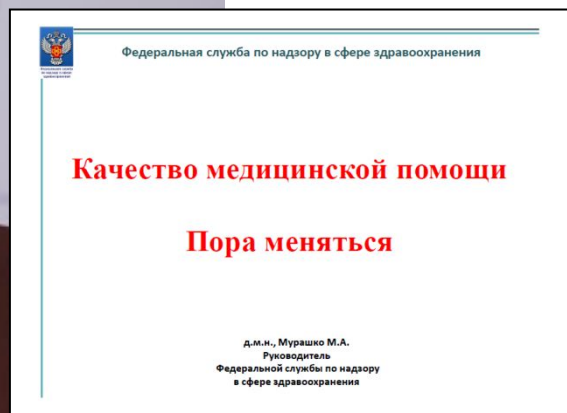 Федеральная служба по надзору в сфере здравоохранения
Качество медицинской помощи
Пора меняться
д.м.н., Мурашко М.А.
Руководитель
Федеральной службы по надзору
в сфере здравоохранения